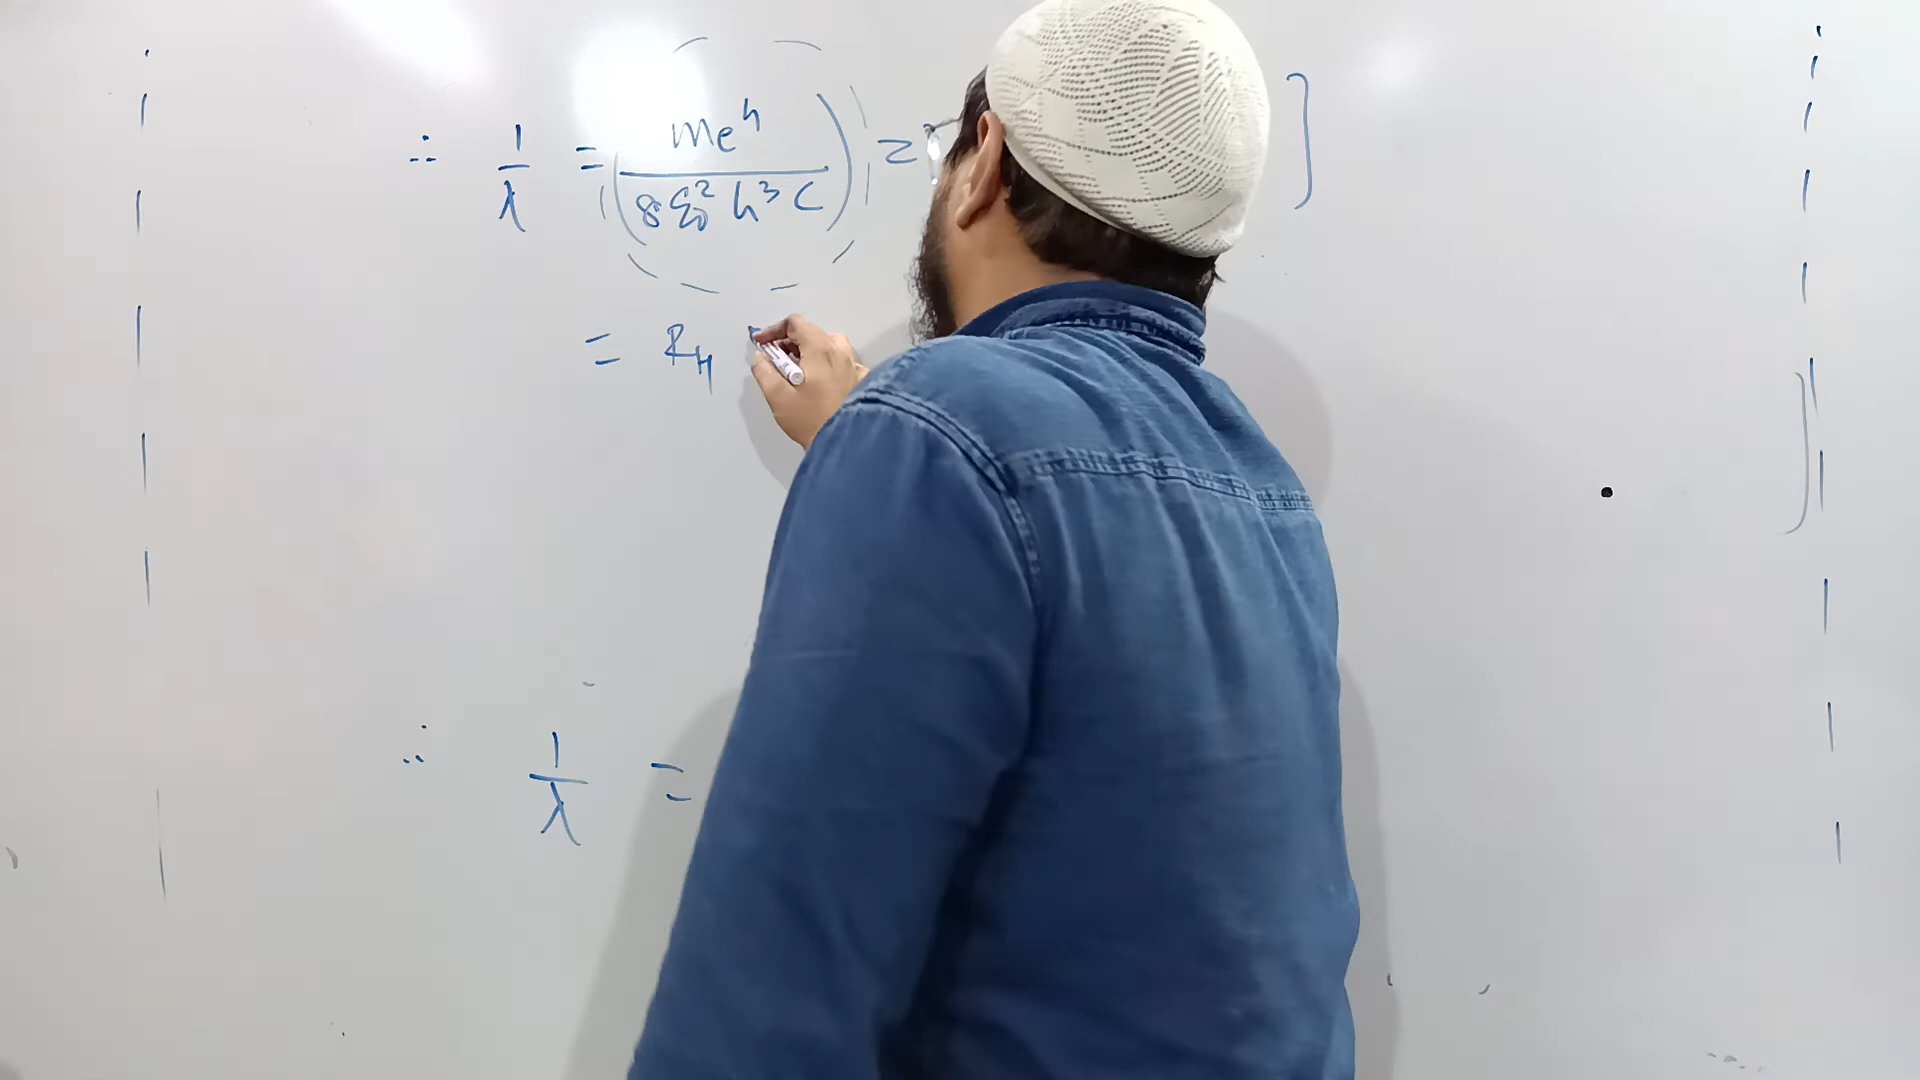 ∴ 1/λ = (me⁴ / 8ε₀²h³c) Z² ]
= R_H
∴ 1/λ =